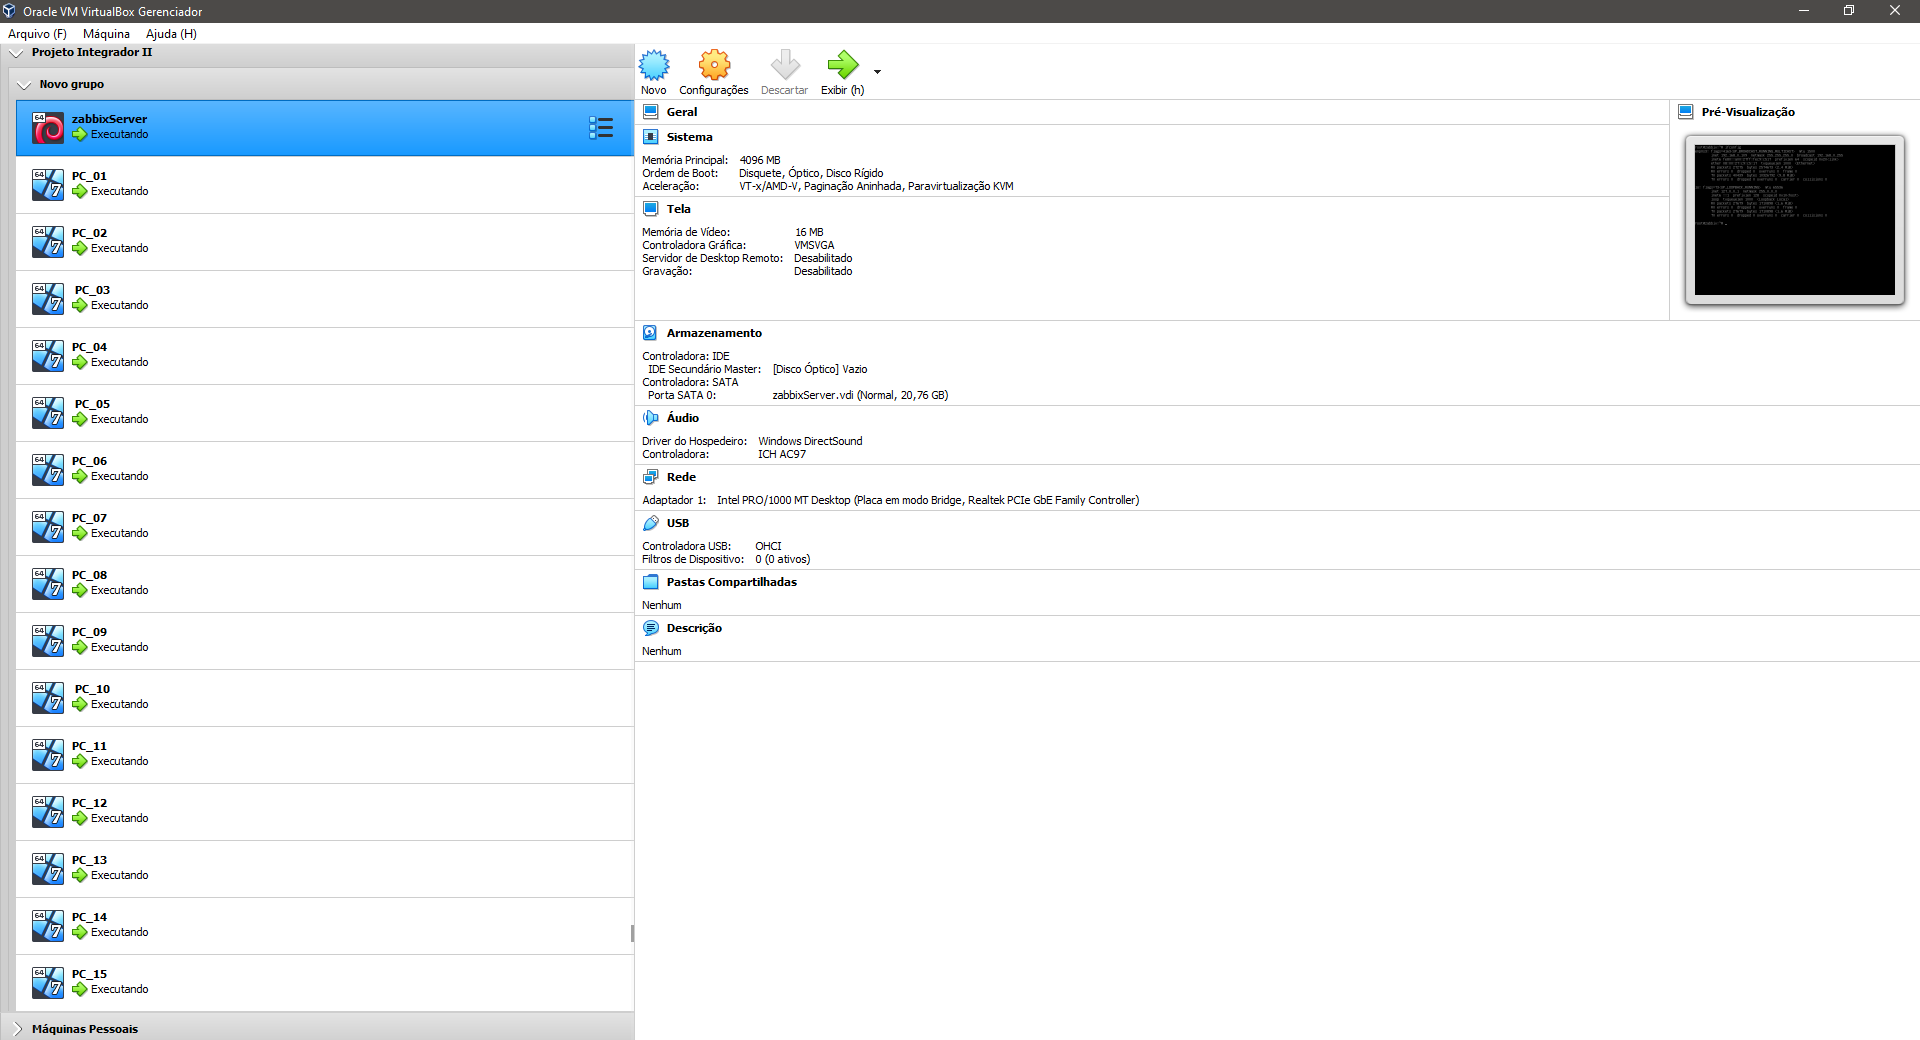 Oracle VM VirtualBox Gerenciador
Arquivo (F) Máquina Ajuda (H)
Projeto Integrador II
Novo grupo
zabbixServer
Executando
PC_01
Executando
PC_02
Executando
PC_03
Executando
PC_04
Executando
PC_05
Executando
PC_06
Executando
PC_07
Executando
PC_08
Executando
PC_09
Executando
PC_10
Executando
PC_11
Executando
PC_12
Executando
PC_13
Executando
PC_14
Executando
PC_15
Executando
Máquinas Pessoais
Novo Configurações Descartar Exibir (h)
Geral
Sistema
Memória Principal: 4096 MB
Ordem de Boot: Disquete, Óptico, Disco Rígido
Aceleração: VT-x/AMD-V, Paginação Aninhada, Paravirtualização KVM
Tela
Memória de Vídeo: 16 MB
Controladora Gráfica: VMSVGA
Servidor de Desktop Remoto: Desabilitado
Gravação: Desabilitado
Pré-Visualização
Armazenamento
Controladora: IDE
IDE Secundário Master: [Disco Óptico] Vazio
Controladora: SATA
Porta SATA 0: zabbixServer.vdi (Normal, 20,76 GB)
Áudio
Driver do Hospedeiro: Windows DirectSound
Controladora: ICH AC97
Rede
Adaptador 1: Intel PRO/1000 MT Desktop (Placa em modo Bridge, Realtek PCIe GbE Family Controller)
USB
Controladora USB: OHCI
Filtros de Dispositivo: 0 (0 ativos)
Pastas Compartilhadas
Nenhum
Descrição
Nenhum